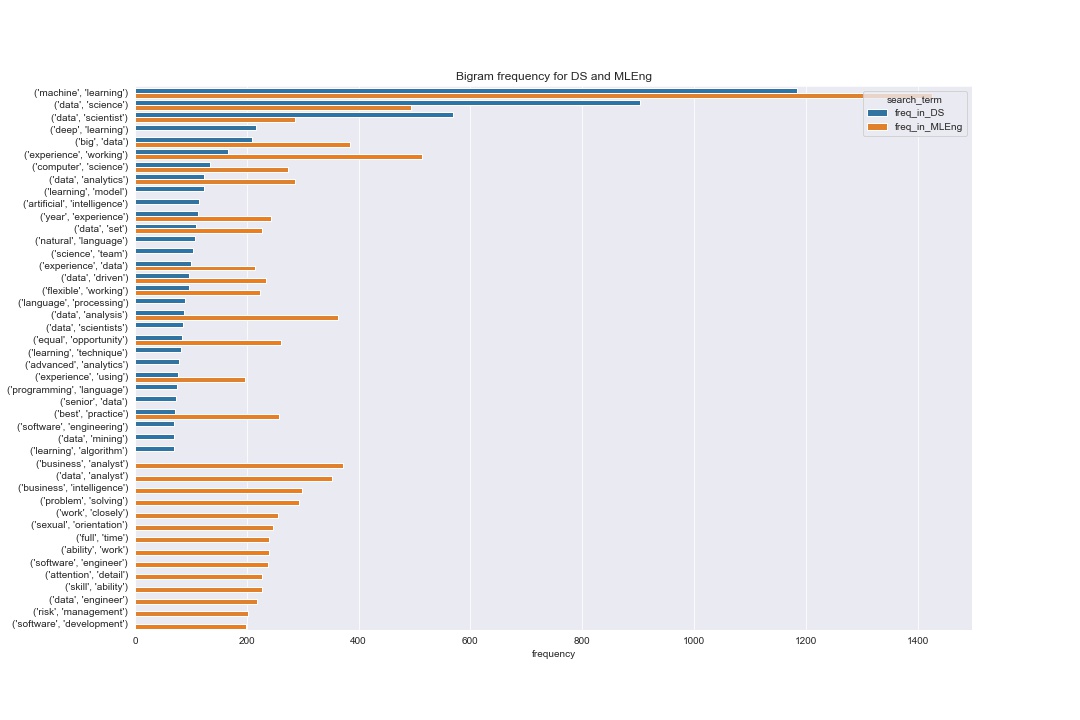 Bigram frequency for DS and MLEng
('machine', 'learning')
('data', 'science')
('data', 'scientist')
('deep', 'learning')
('big', 'data')
('experience', 'working')
('computer', 'science')
('data', 'analytics')
('learning', 'model')
('artificial', 'intelligence')
('year', 'experience')
('data', 'set')
('natural', 'language')
('science', 'team')
('experience', 'data')
('data', 'driven')
('flexible', 'working')
('language', 'processing')
('data', 'analysis')
('data', 'scientists')
('equal', 'opportunity')
('learning', 'technique')
('advanced', 'analytics')
('experience', 'using')
('programming', 'language')
('senior', 'data')
('best', 'practice')
('software', 'engineering')
('data', 'mining')
('learning', 'algorithm')
('business', 'analyst')
('data', 'analyst')
('business', 'intelligence')
('problem', 'solving')
('work', 'closely')
('sexual', 'orientation')
('full', 'time')
('ability', 'work')
('software', 'engineer')
('attention', 'detail')
('skill', 'ability')
('data', 'engineer')
('risk', 'management')
('software', 'development')
search_term
freq_in_DS
freq_in_MLEng
0 200 400 600 800 1000 1200 1400
frequency